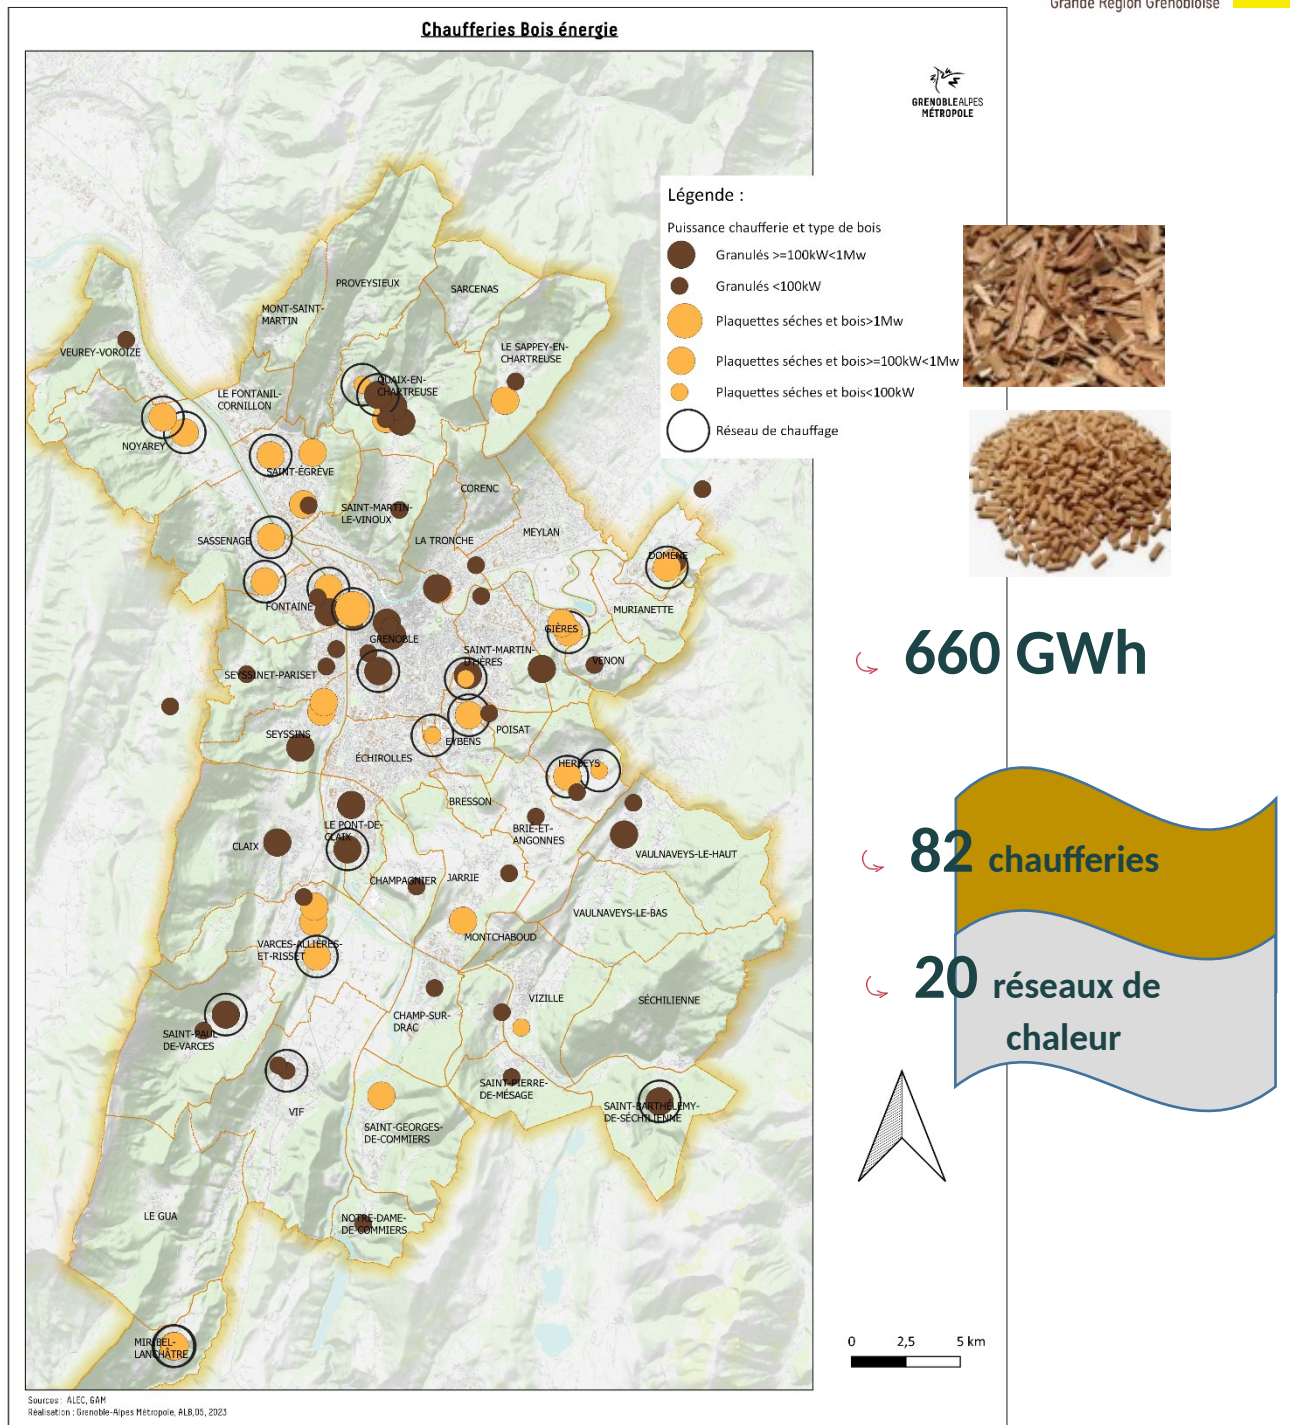 Grande Région Grenobloise
Chaufferies Bois énergie
GRENOBLEALPES
MÉTROPOLE
Légende :
Puissance chaufferie et type de bois
Granulés >=100kW<1Mw
Granulés <100kW
Plaquettes séches et bois>1Mw
Plaquettes séches et bois>=100kW<1Mw
Plaquettes séches et bois<100kW
Réseau de chauffage
PROVEYSIEUX
SARCENAS
MONT-SAINT-
MARTIN
VEUREY-VOROIZE
LE SAPPEY-EN-
CHARTREUSE
QUAIX-EN-
CHARTREUSE
LE FONTANIL-
CORNILLON
NOYAREY
SAINT-ÉGRÈVE
CORENC
SAINT-MARTIN-
LE-VINOUX
MEYLAN
SASSENAGE
LA TRONCHE
DOMÈNE
FONTAINE
MURIANETTE
GIÈRES
GRENOBLE
SAINT-MARTIN-
D'HÈRES
VENON
SEYSSINET-PARISET
POISAT
SEYSSINS
EYBENS
ÉCHIROLLES
HERBEYS
BRESSON
LE PONT-DE-
CLAIX
BRIÉ-ET-
ANGONNES
CLAIX
VAULNAVEYS-LE-HAUT
CHAMPAGNIER
JARRIE
VAULNAVEYS-LE-BAS
MONTCHABOUD
VARCES-ALLIÈRES-
ET-RISSET
VIZILLE
SÉCHILIENNE
CHAMP-SUR-
DRAC
SAINT-PAUL
DE-VARCES
SAINT-PIERRE-
DE-MÉSAGE
SAINT-BARTHÉLEMY-
DE-SÉCHILIENNE
VIF
SAINT-GEORGES-
DE-COMMIERS
LE GUA
NOTRE-DAME-
DE-COMMIERS
MIRIBEL-
LANCHÂTRE
660 GWh
82 chaufferies
20 réseaux de
chaleur
0 2,5 5 km
Sources : ALEC, GAM
Réalisation : Grenoble-Alpes Métropole, ALB,05, 2023